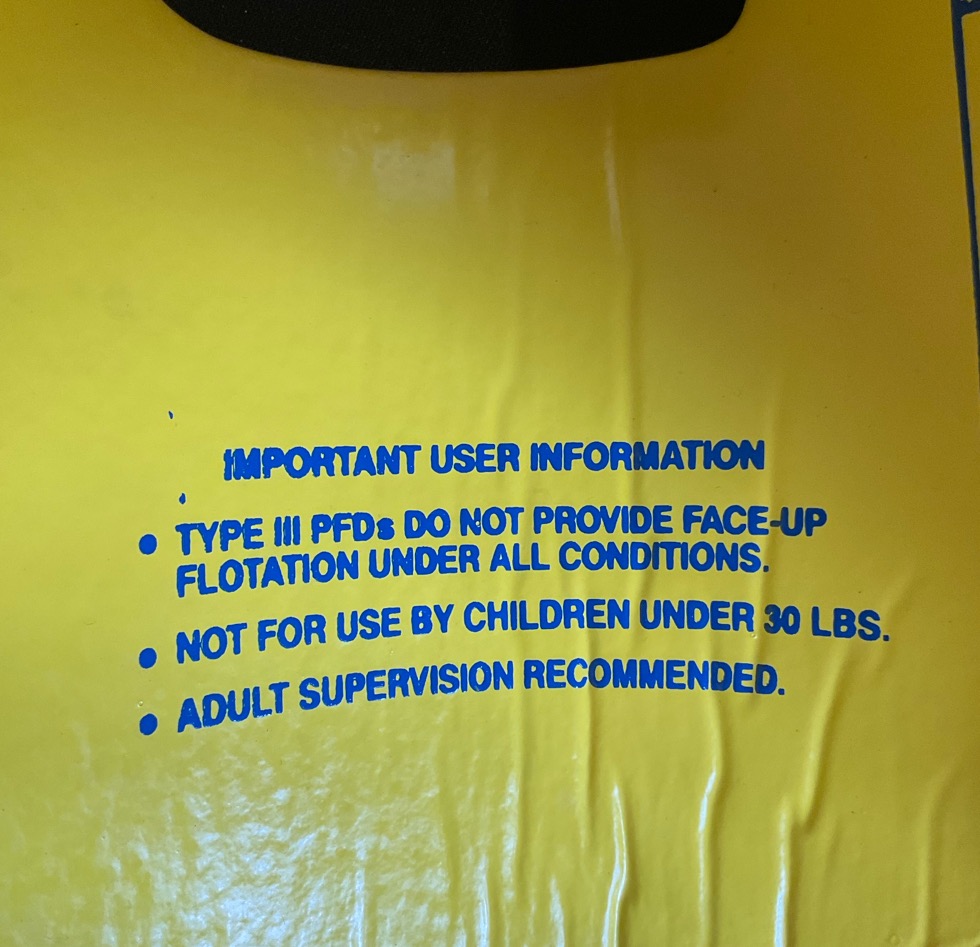 IMPORTANT USER INFORMATION
• TYPE III PFDs DO NOT PROVIDE FACE-UP
FLOTATION UNDER ALL CONDITIONS.
• NOT FOR USE BY CHILDREN UNDER 30 LBS.
• ADULT SUPERVISION RECOMMENDED.